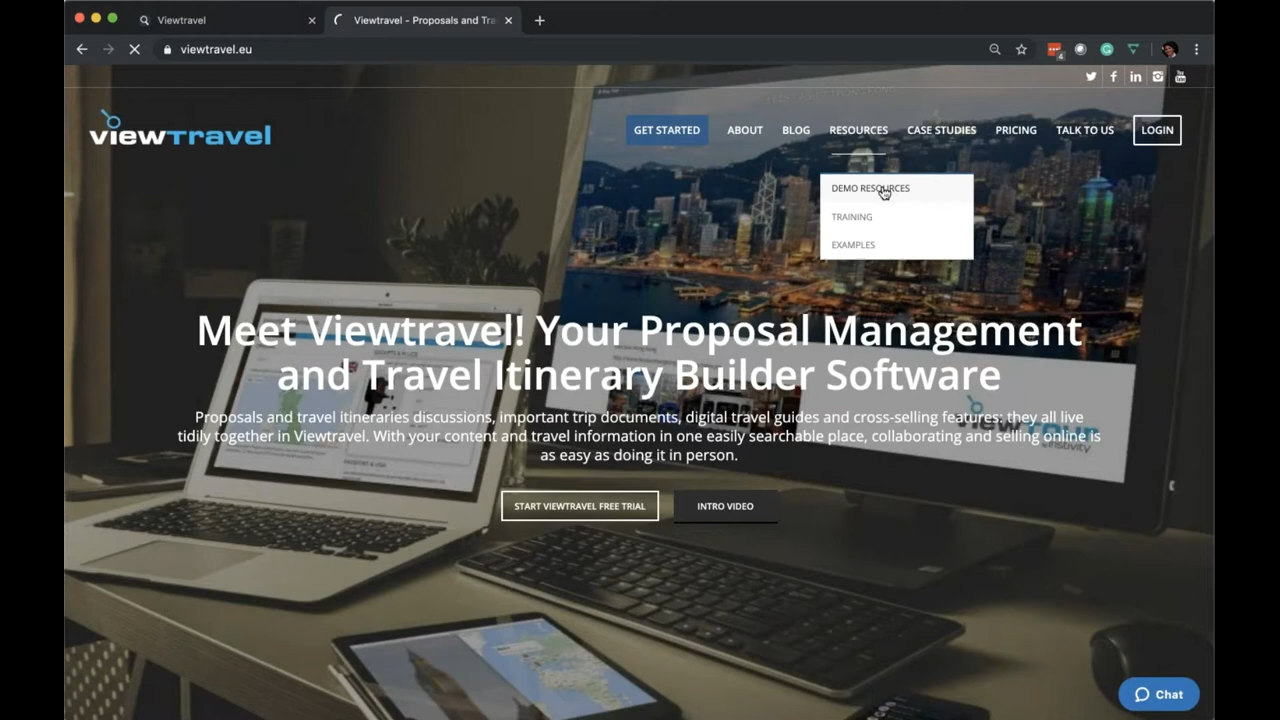 Viewtravel
Viewtravel - Proposals and Tra
viewtravel.eu
4
viewTravel
GET STARTED
ABOUT
BLOG
RESOURCES
CASE STUDIES
PRICING
TALK TO US
LOGIN
DEMO RESOURCES
TRAINING
EXAMPLES
Meet Viewtravel! Your Proposal Management
and Travel Itinerary Builder Software
Proposals and travel itineraries discussions, important trip documents, digital travel guides and cross-selling features: they all live
tidily together in Viewtravel. With your content and travel information in one easily searchable place, collaborating and selling online is
as easy as doing it in person.
START VIEWTRAVEL FREE TRIAL
INTRO VIDEO
Chat